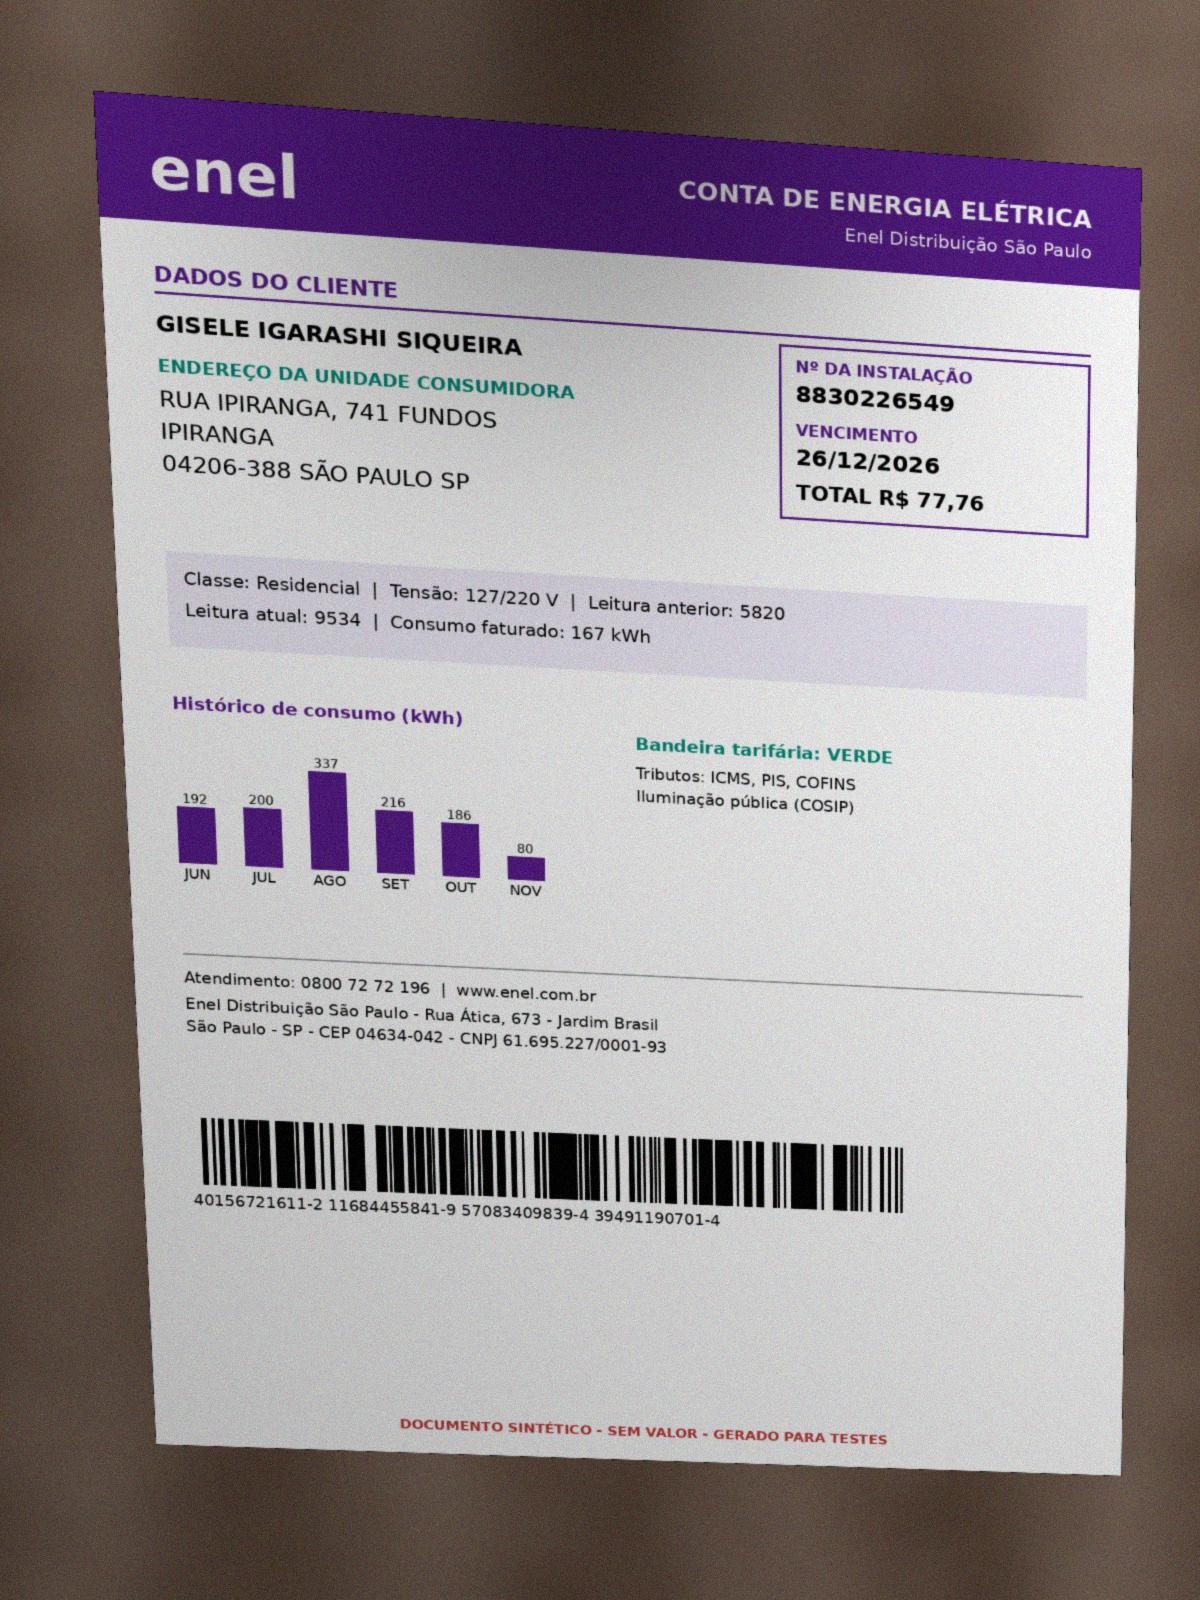 enel
CONTA DE ENERGIA ELÉTRICA
Enel Distribuição São Paulo
DADOS DO CLIENTE
GISELE IGARASHI SIQUEIRA
ENDEREÇO DA UNIDADE CONSUMIDORA
RUA IPIRANGA, 741 FUNDOS
IPIRANGA
04206-388 SÃO PAULO SP
Nº DA INSTALAÇÃO
8830226549
VENCIMENTO
26/12/2026
TOTAL R$ 77,76
Classe: Residencial | Tensão: 127/220 V | Leitura anterior: 5820
Leitura atual: 9534 | Consumo faturado: 167 kWh
Histórico de consumo (kWh)
192 200 337 216 186 80
JUN JUL AGO SET OUT NOV
Bandeira tarifária: VERDE
Tributos: ICMS, PIS, COFINS
Iluminação pública (COSIP)
Atendimento: 0800 72 72 196 | www.enel.com.br
Enel Distribuição São Paulo - Rua Ática, 673 - Jardim Brasil
São Paulo - SP - CEP 04634-042 - CNPJ 61.695.227/0001-93
40156721611-2 11684455841-9 57083409839-4 39491190701-4
DOCUMENTO SINTÉTICO - SEM VALOR - GERADO PARA TESTES